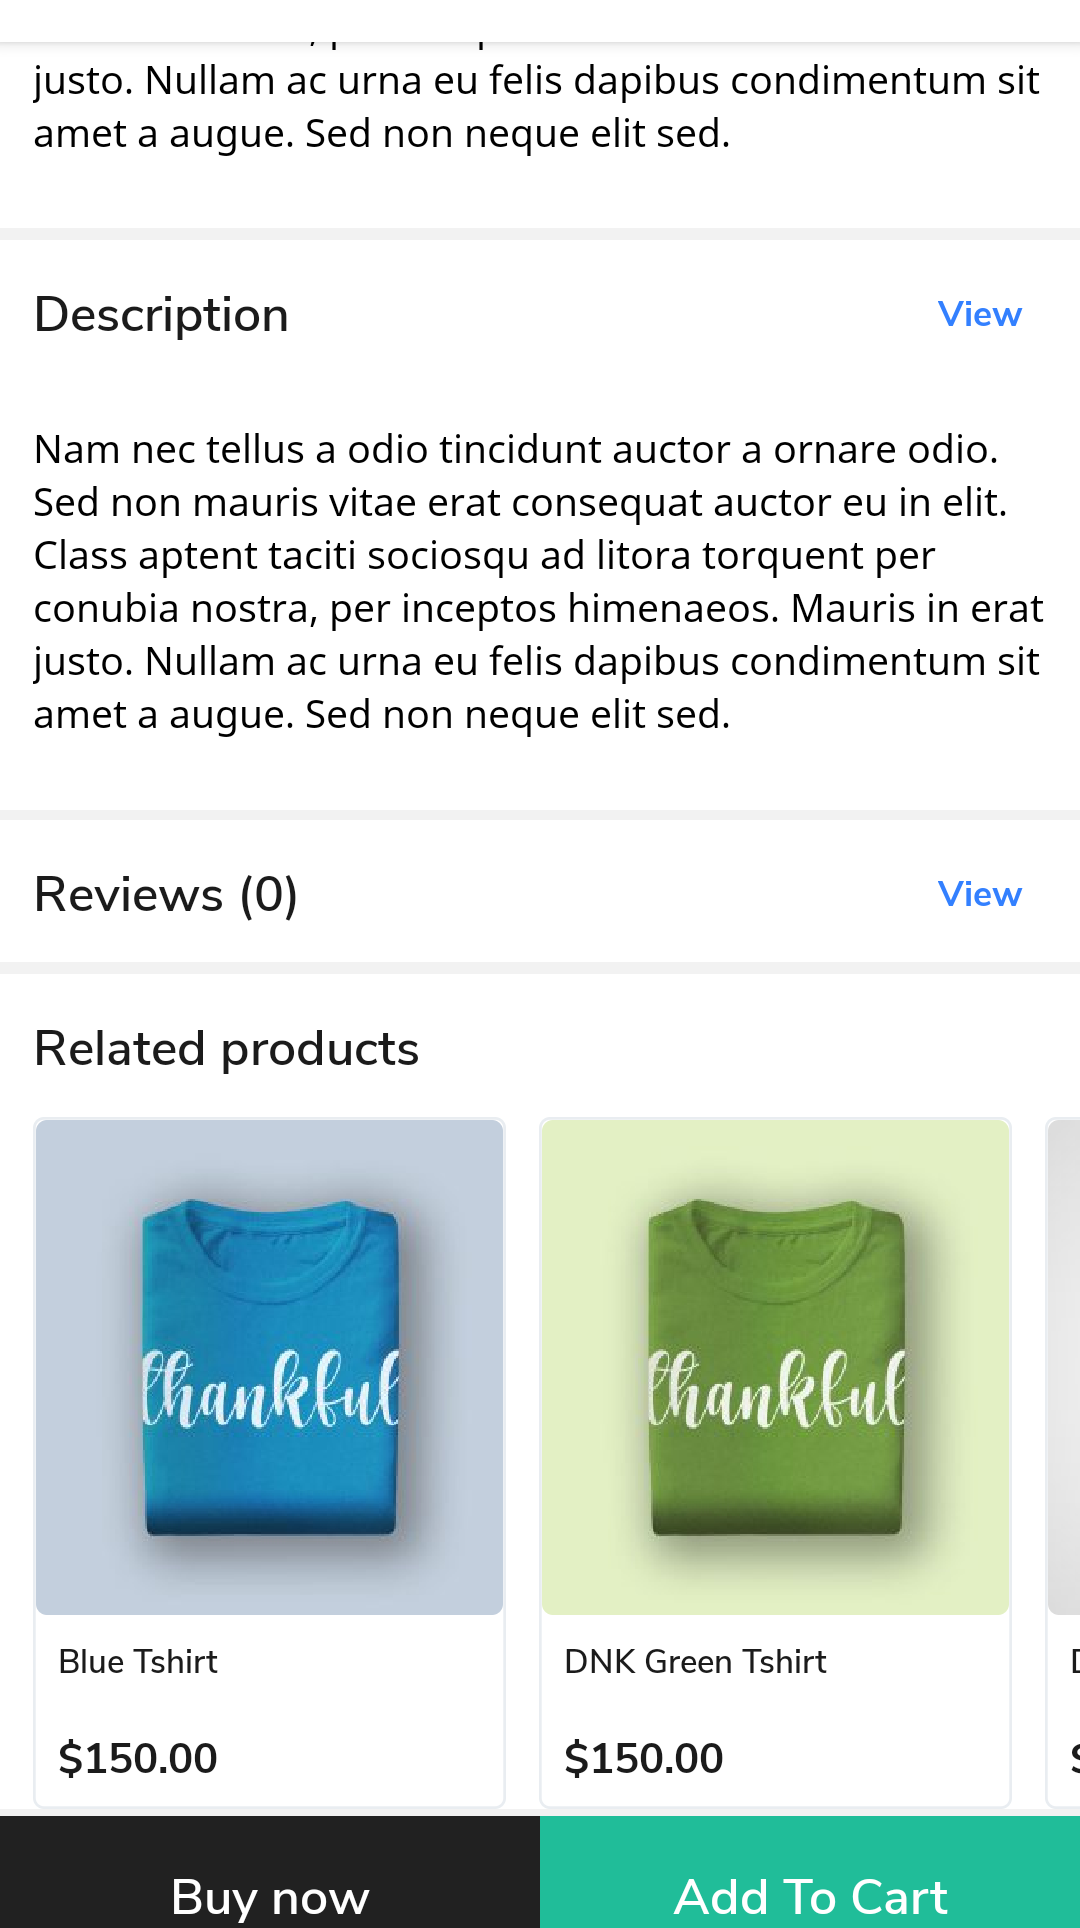 justo. Nullam ac urna eu felis dapibus condimentum sit
amet a augue. Sed non neque elit sed.
Description
View
Nam nec tellus a odio tincidunt auctor a ornare odio.
Sed non mauris vitae erat consequat auctor eu in elit.
Class aptent taciti sociosqu ad litora torquent per
conubia nostra, per inceptos himenaeos. Mauris in erat
justo. Nullam ac urna eu felis dapibus condimentum sit
amet a augue. Sed non neque elit sed.
Reviews (0)
View
Related products
thankful
thankful
Blue Tshirt
DNK Green Tshirt
$150.00
$150.00
Buy now
Add To Cart